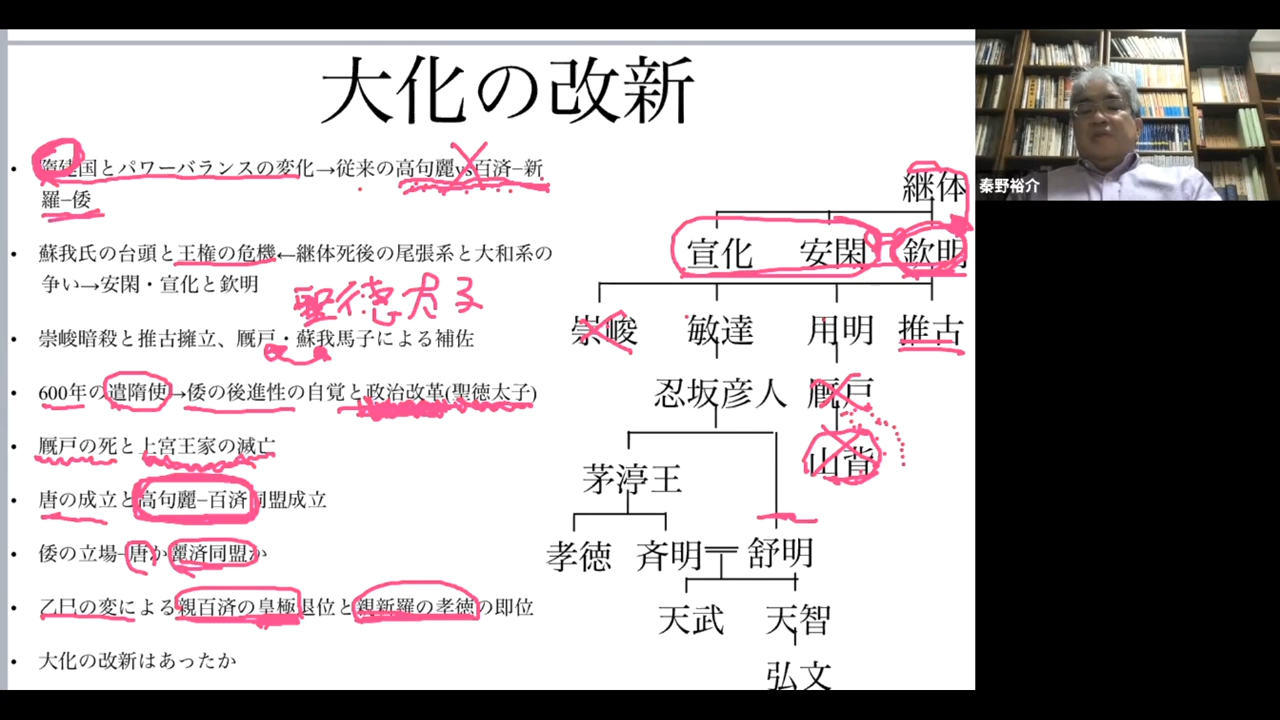 大化の改新
• 隋建国とパワーバランスの変化→従来の高句麗vs百済−新
羅−倭
• 蘇我氏の台頭と王権の危機←継体死後の尾張系と大和系の
争い→安閑・宣化と欽明
聖徳太子
• 崇峻暗殺と推古擁立、厩戸・蘇我馬子による補佐
• 600年の遣隋使→倭の後進性の自覚と政治改革(聖徳太子)
• 厩戸の死と上宮王家の滅亡
• 唐の成立と高句麗−百済同盟成立
• 倭の立場−唐か麗済同盟か
• 乙巳の変による親百済の皇極退位と親新羅の孝徳の即位
• 大化の改新はあったか
継体
宣化 安閑 欽明
崇峻 敏達 用明 推古
忍坂彦人 厩戸
茅渟王 山背
孝徳 斉明 舒明
天武 天智
弘文
秦野裕介